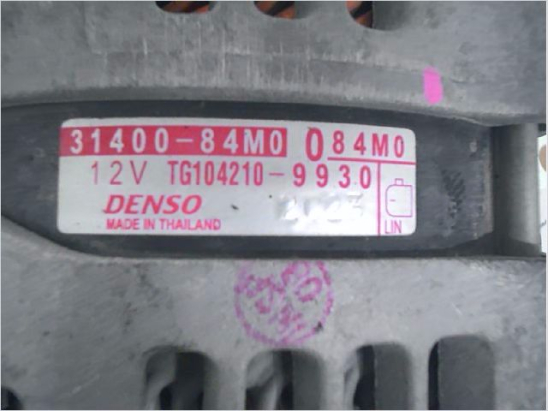 31400-84M0 084M0
12V TG104210-9930
DENSO
MADE IN THAILAND
LIN